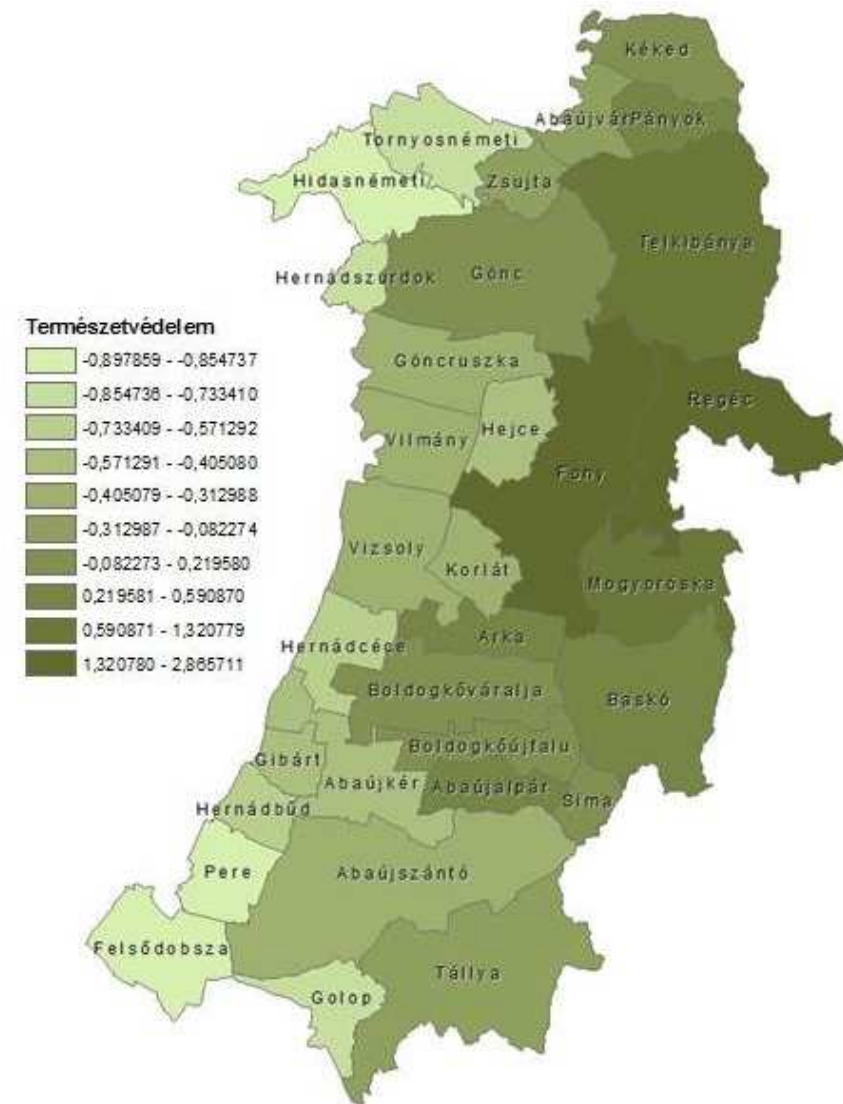 Kéked
Abaújvár
Pányok
Tornyosnémeti
Hidasnémeti
Zsujta
Telkibánya
Gönc
Hernádszurdok
Természetvédelem
-0,897859 - -0,854737
-0,854736 - -0,733410
-0,733409 - -0,571292
-0,571291 - -0,405080
-0,405079 - -0,312988
-0,312987 - -0,082274
-0,082273 - 0,219580
0,219581 - 0,590870
0,590871 - 1,320779
1,320780 - 2,865711
Göncruszka
Regéc
Hejce
Vilmány
Fony
Vizsoly
Korlát
Mogyoróska
Hernádcéce
Arka
Boldogkőváralja
Baskó
Boldogkőújfalu
Gibárt
Abaújkér
Abaújalpár
Sima
Hernádbűd
Pere
Abaújszántó
Felsődobsza
Tállya
Golop